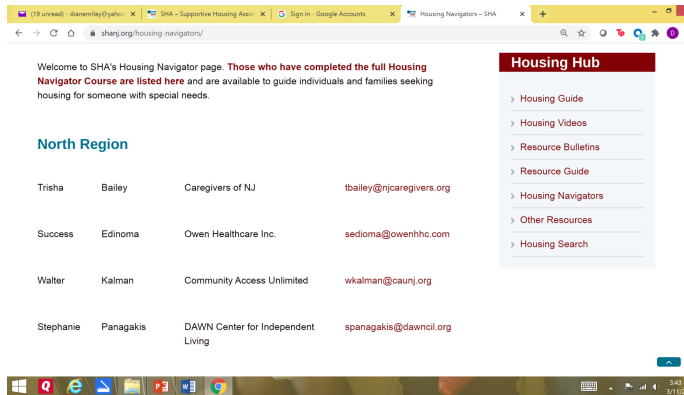 (19 unread) - dianenriley@yahoo
SHA – Supportive Housing Assoc
Sign in - Google Accounts
Housing Navigators – SHA
shanj.org/housing-navigators/
Welcome to SHA's Housing Navigator page. Those who have completed the full Housing
Navigator Course are listed here and are available to guide individuals and families seeking
housing for someone with special needs.
North Region
Trisha Bailey Caregivers of NJ tbailey@njcaregivers.org
Success Edinoma Owen Healthcare Inc. sedioma@owenhhc.com
Walter Kalman Community Access Unlimited wkalman@caunj.org
Stephanie Panagakis DAWN Center for Independent spanagakis@dawncil.org
Living
Housing Hub
Housing Guide
Housing Videos
Resource Bulletins
Resource Guide
Housing Navigators
Other Resources
Housing Search
3:43